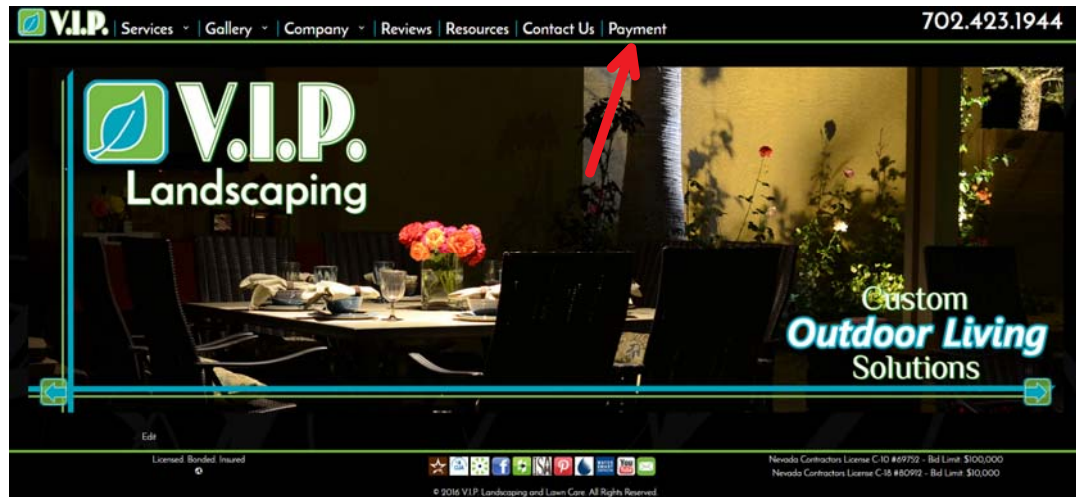 V.I.P. Services Gallery Company Reviews Resources Contact Us Payment 702.423.1944
V.I.P.
Landscaping
Custom
Outdoor Living
Solutions
Edit
Licensed. Bonded. Insured
Nevada Contractors License C-10 #69752 - Bid Limit: $100,000
Nevada Contractors License C-18 #80912 - Bid Limit: $10,000
© 2016 V.I.P. Landscaping and Lawn Care. All Rights Reserved.